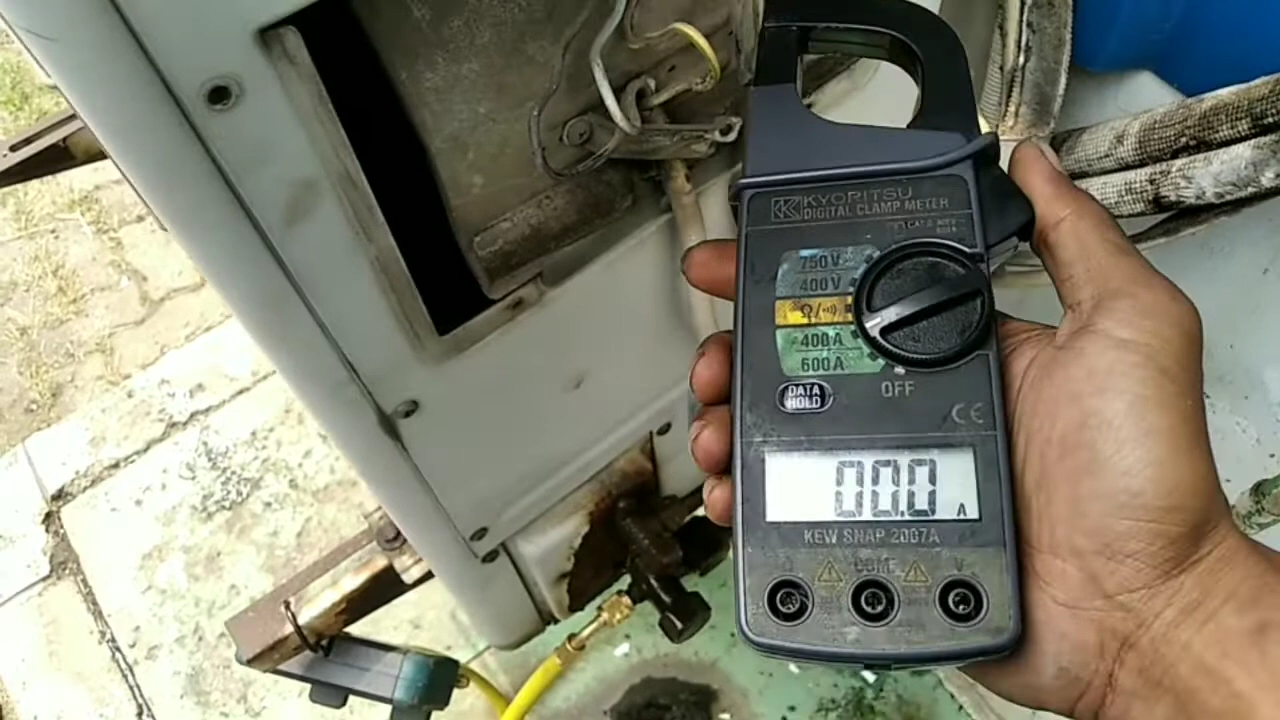 KYORITSU
DIGITAL CLAMP METER
750V
400V
Ω/
400A
600A
OFF
DATA
HOLD
CE
00.0 A
KEW SNAP 2007A
Ω COM V